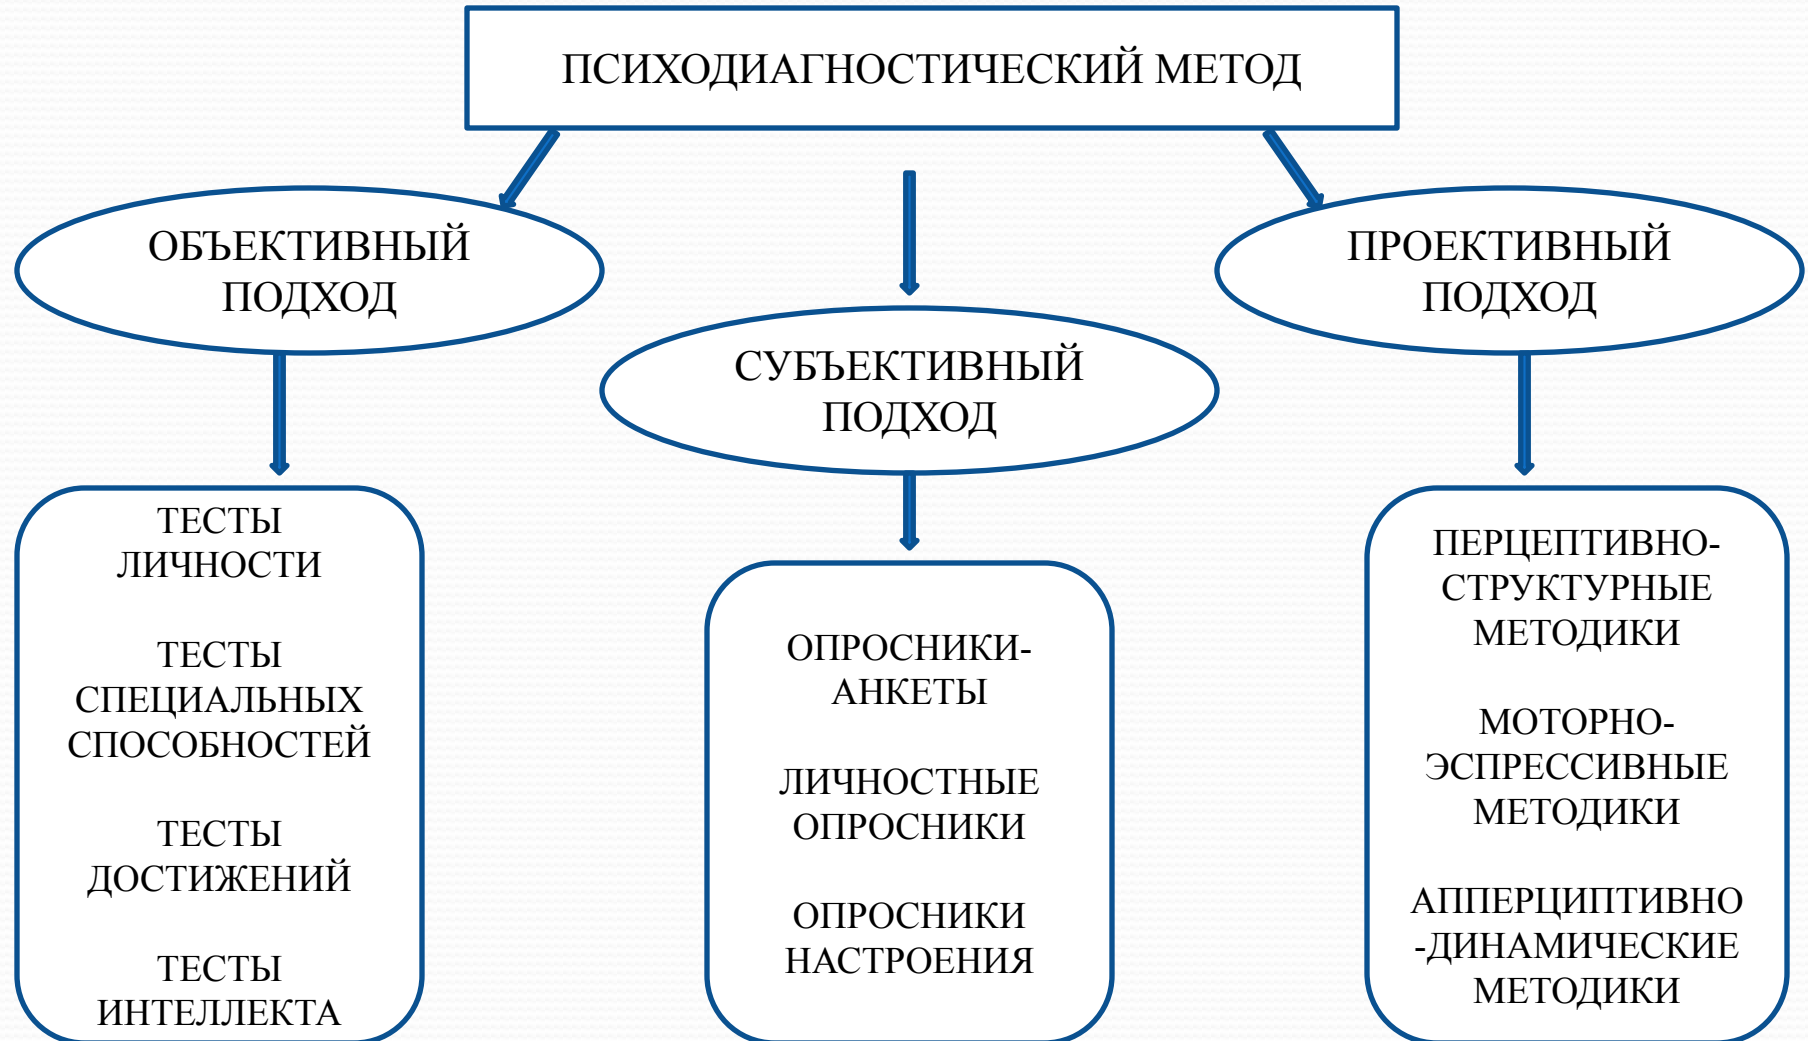 ПСИХОДИАГНОСТИЧЕСКИЙ МЕТОД
ОБЪЕКТИВНЫЙ
ПОДХОД
СУБЪЕКТИВНЫЙ
ПОДХОД
ПРОЕКТИВНЫЙ
ПОДХОД
ТЕСТЫ
ЛИЧНОСТИ
ТЕСТЫ
СПЕЦИАЛЬНЫХ
СПОСОБНОСТЕЙ
ТЕСТЫ
ДОСТИЖЕНИЙ
ТЕСТЫ
ИНТЕЛЛЕКТА
ОПРОСНИКИ-
АНКЕТЫ
ЛИЧНОСТНЫЕ
ОПРОСНИКИ
ОПРОСНИКИ
НАСТРОЕНИЯ
ПЕРЦЕПТИВНО-
СТРУКТУРНЫЕ
МЕТОДИКИ
МОТОРНО-
ЭСПРЕССИВНЫЕ
МЕТОДИКИ
АППЕРЦИПТИВНО
-ДИНАМИЧЕСКИЕ
МЕТОДИКИ